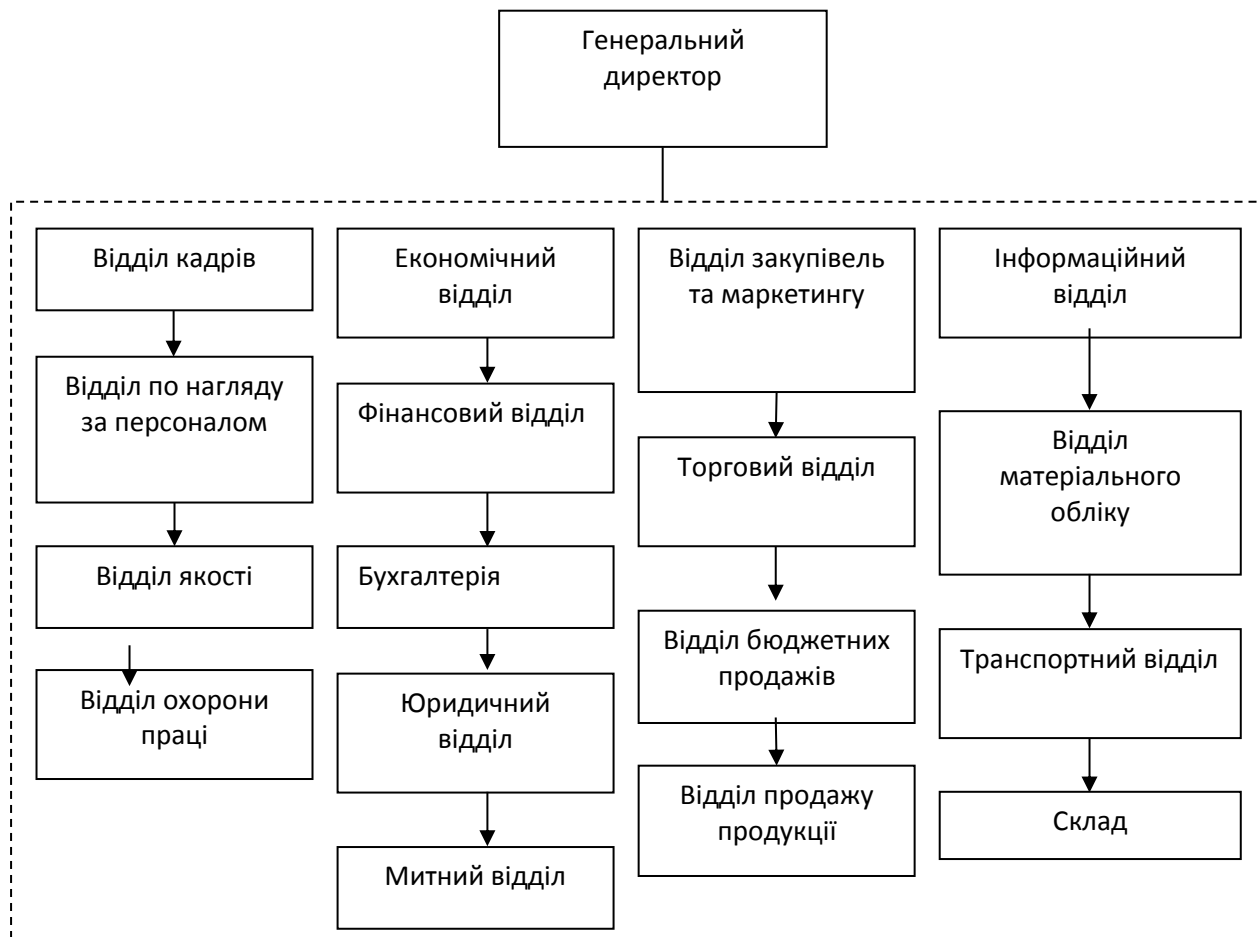 Генеральний
директор
Відділ кадрів
Відділ по нагляду
за персоналом
Відділ якості
Відділ охорони
праці
Економічний
відділ
Фінансовий відділ
Бухгалтерія
Юридичний
відділ
Митний відділ
Відділ закупівель
та маркетингу
Торговий відділ
Відділ бюджетних
продажів
Відділ продажу
продукції
Інформаційний
відділ
Відділ
матеріального
обліку
Транспортний відділ
Склад